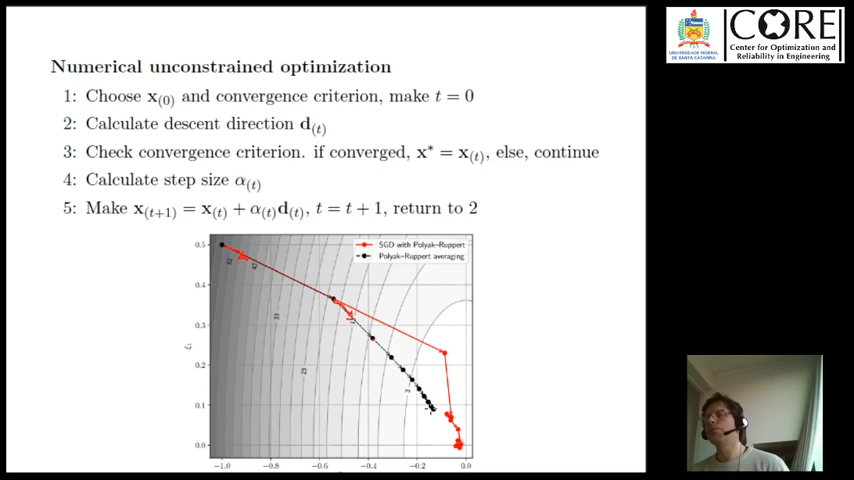 CORE
Center for Optimization and
Reliability in Engineering
UNIVERSIDADE FEDERAL
DE SANTA CATARINA
Numerical unconstrained optimization
1: Choose x(0) and convergence criterion, make t = 0
2: Calculate descent direction d(t)
3: Check convergence criterion. if converged, x* = x(t), else, continue
4: Calculate step size α(t)
5: Make x(t+1) = x(t) + α(t)d(t), t = t + 1, return to 2
SGD with Polyak-Ruppert
Polyak-Ruppert averaging
0.5
0.4
0.3
0.2
0.1
0.0
-1.0 -0.8 -0.6 -0.4 -0.2 0.0